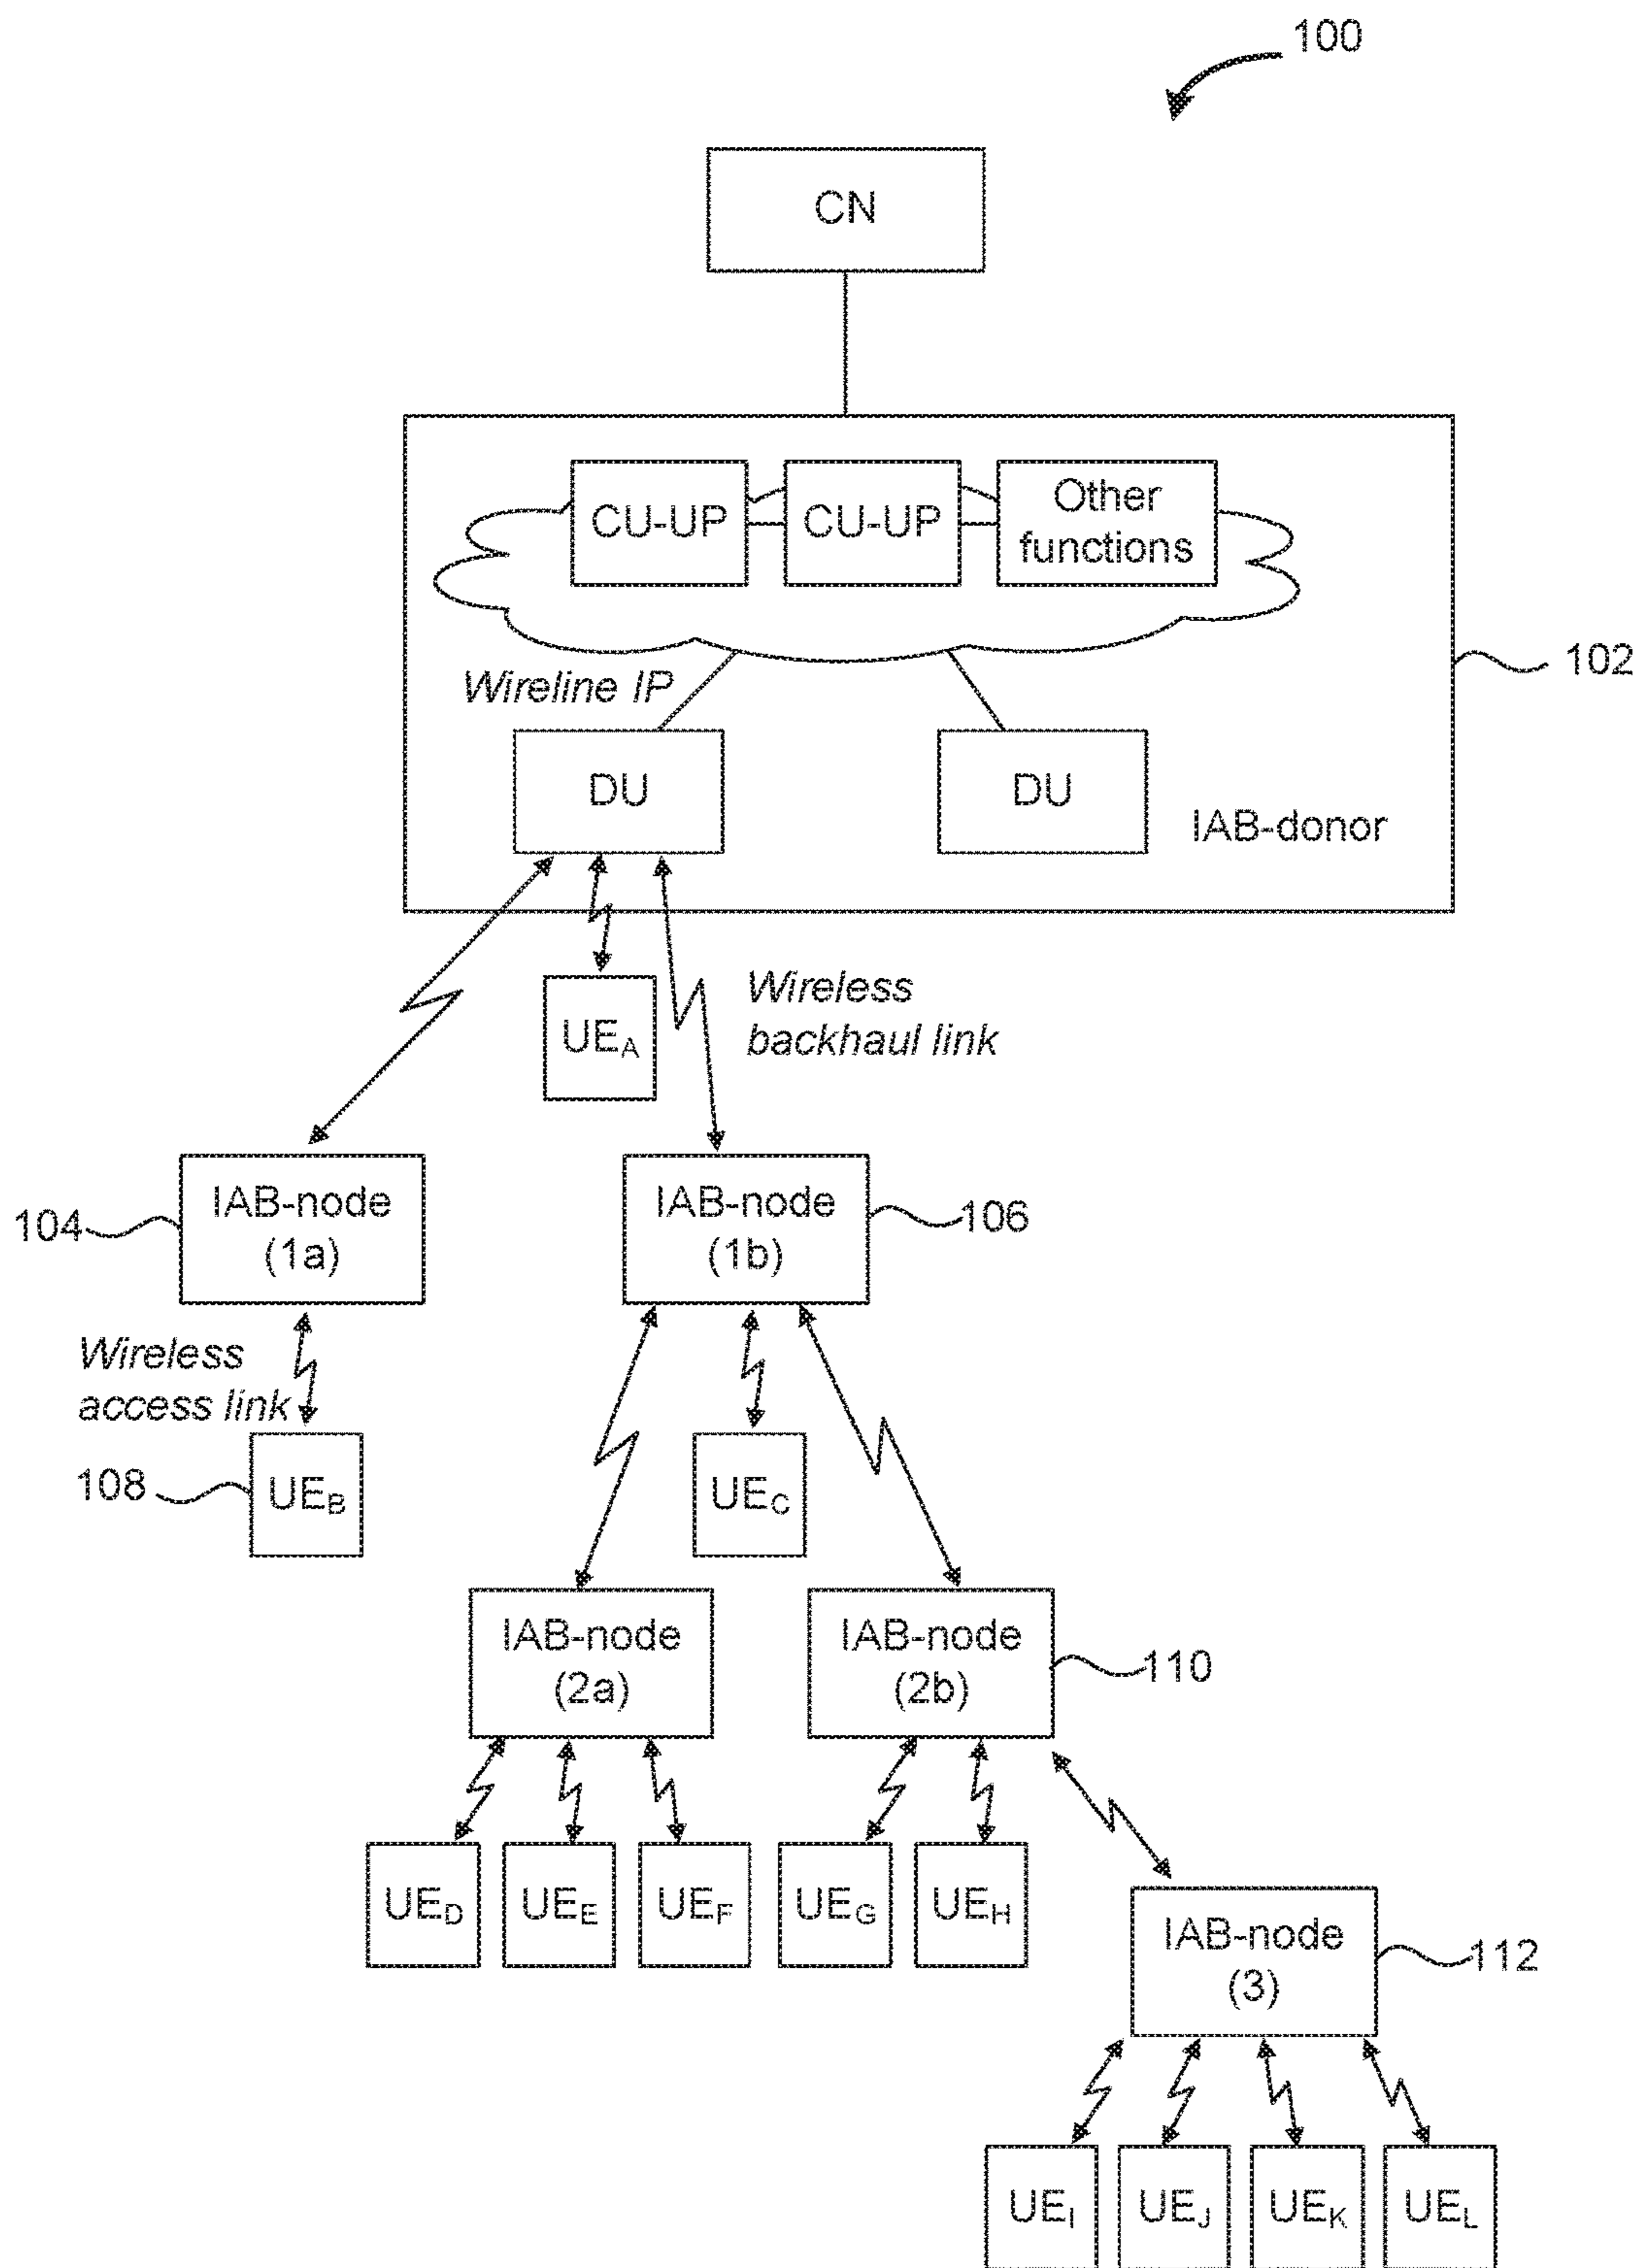 100
CN
CU-UP
CU-UP
Other
functions
Wireline IP
102
DU
DU
IAB-donor
UEA
Wireless
backhaul link
IAB-node
(1a)
104
IAB-node
(1b)
106
Wireless
access link
108
UEB
UEC
IAB-node
(2a)
IAB-node
(2b)
110
UED
UEE
UEF
UEG
UEH
IAB-node
(3)
112
UEI
UEJ
UEK
UEL